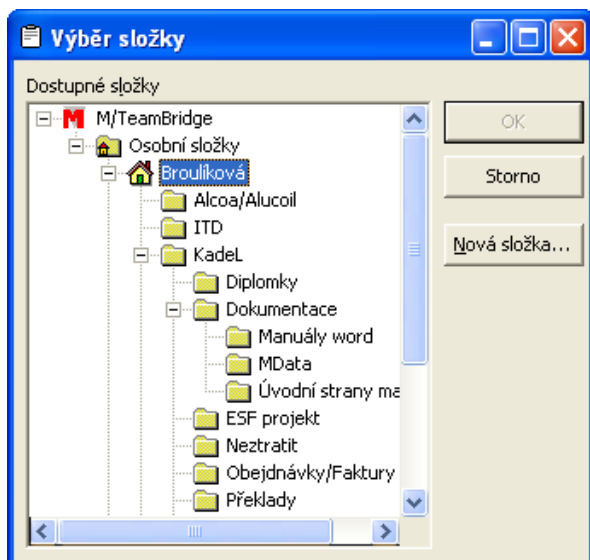 Výběr složky
Dostupné složky
M/TeamBridge
OK
Osobní složky
Broulíková
Storno
Alcoa/Alucoil
ITD
Nová složka...
KadeL
Diplomky
Dokumentace
Manuály word
MData
Úvodní strany ma
ESF projekt
Neztratit
Obejdnávky/Faktury
Překlady